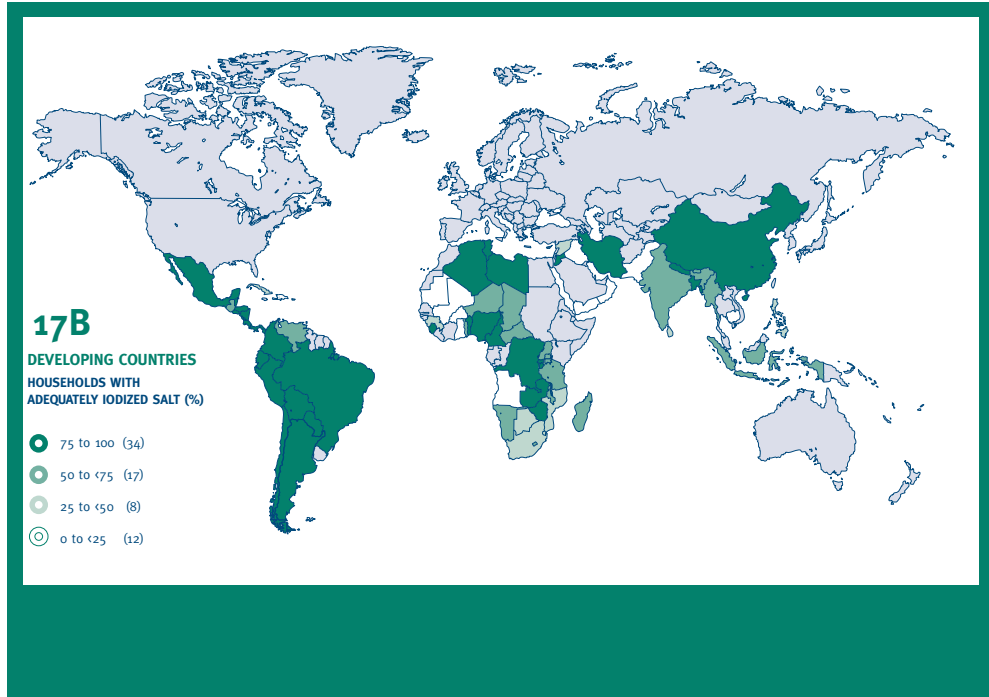 17B
DEVELOPING COUNTRIES
HOUSEHOLDS WITH
ADEQUATELY IODIZED SALT (%)
75 to 100 (34)
50 to <75 (17)
25 to <50 (8)
0 to <25 (12)